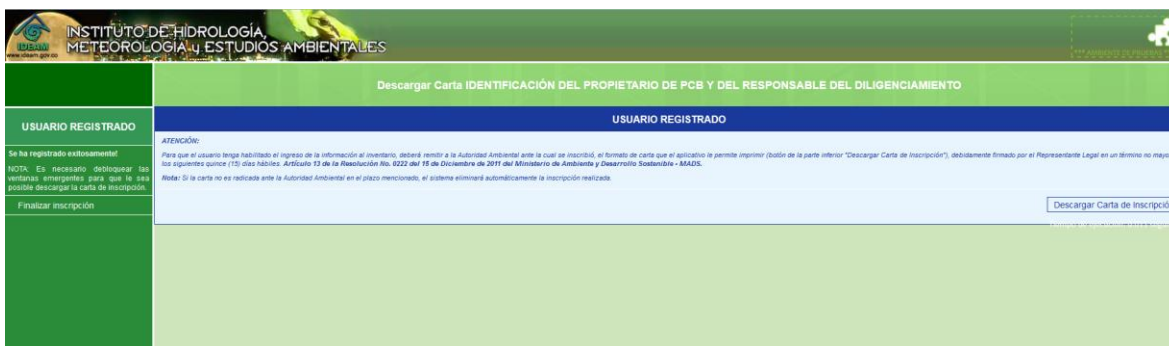 INSTITUTO DE HIDROLOGÍA,
METEOROLOGÍA y ESTUDIOS AMBIENTALES
IDEAM
www.ideam.gov.co
*** AMBIENTE DE PRUEBAS
Descargar Carta IDENTIFICACIÓN DEL PROPIETARIO DE PCB Y DEL RESPONSABLE DEL DILIGENCIAMIENTO
USUARIO REGISTRADO
Se ha registrado exitosamente!
NOTA: Es necesario debloquear las
ventanas emergentes para que le sea
posible descargar la carta de inscripción.
Finalizar inscripción
USUARIO REGISTRADO
ATENCIÓN:
Para que el usuario tenga habilitado el ingreso de la información al inventario, deberá remitir a la Autoridad Ambiental ante la cual se inscribió, el formato de carta que el aplicativo le permite imprimir (botón de la parte inferior "Descargar Carta de Inscripción"), debidamente firmado por el Representante Legal en un término no mayo
los siguientes quince (15) días hábiles. Artículo 13 de la Resolución No. 0222 del 15 de Diciembre de 2011 del Ministerio de Ambiente y Desarrollo Sostenible - MADS.
Nota: Si la carta no es radicada ante la Autoridad Ambiental en el plazo mencionado, el sistema eliminará automáticamente la inscripción realizada.
Descargar Carta de Inscripció